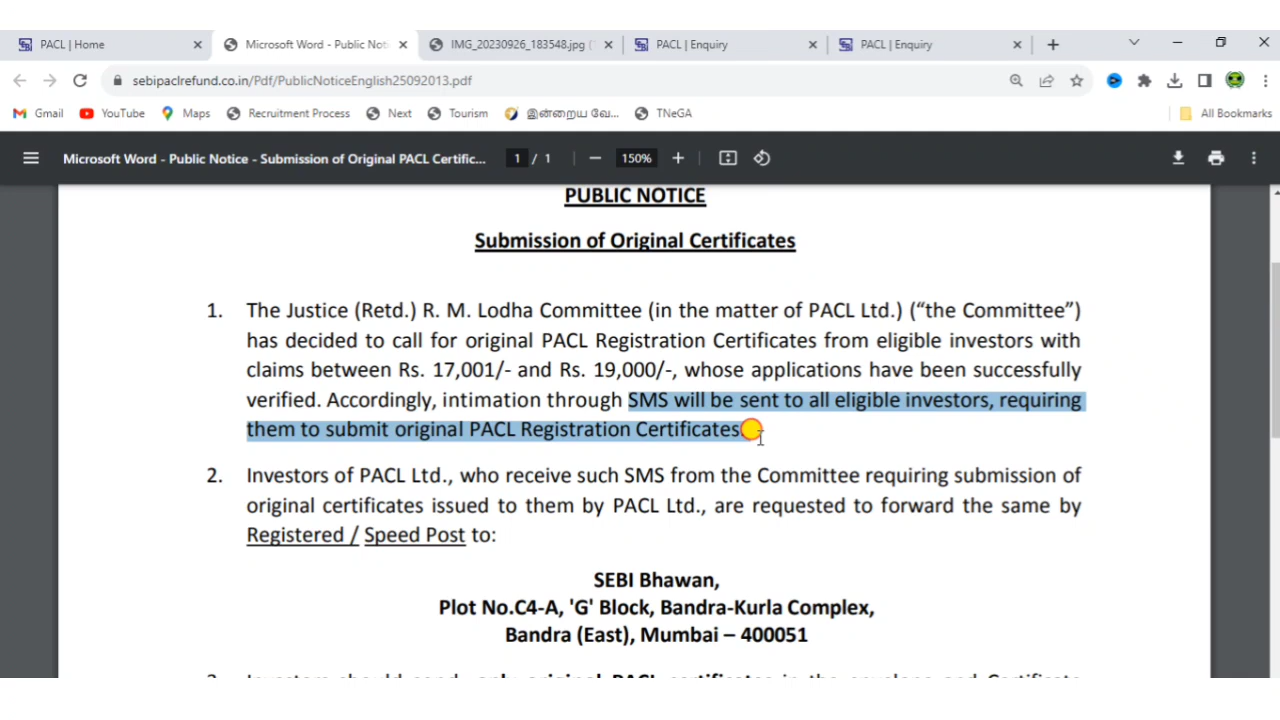 PACL | Home
Microsoft Word - Public Not
IMG_20230926_183548.jpg (
PACL | Enquiry
PACL | Enquiry
sebipaclrefund.co.in/Pdf/PublicNoticeEnglish25092013.pdf
Gmail
YouTube
Maps
Recruitment Process
Next
Tourism
இன்றைய வே...
TNeGA
All Bookmarks
Microsoft Word - Public Notice - Submission of Original PACL Certific...
1 / 1
150%
PUBLIC NOTICE
Submission of Original Certificates
1. The Justice (Retd.) R. M. Lodha Committee (in the matter of PACL Ltd.) (“the Committee”)
has decided to call for original PACL Registration Certificates from eligible investors with
claims between Rs. 17,001/- and Rs. 19,000/-, whose applications have been successfully
verified. Accordingly, intimation through SMS will be sent to all eligible investors, requiring
them to submit original PACL Registration Certificates
2. Investors of PACL Ltd., who receive such SMS from the Committee requiring submission of
original certificates issued to them by PACL Ltd., are requested to forward the same by
Registered / Speed Post to:
SEBI Bhawan,
Plot No.C4-A, 'G' Block, Bandra-Kurla Complex,
Bandra (East), Mumbai – 400051